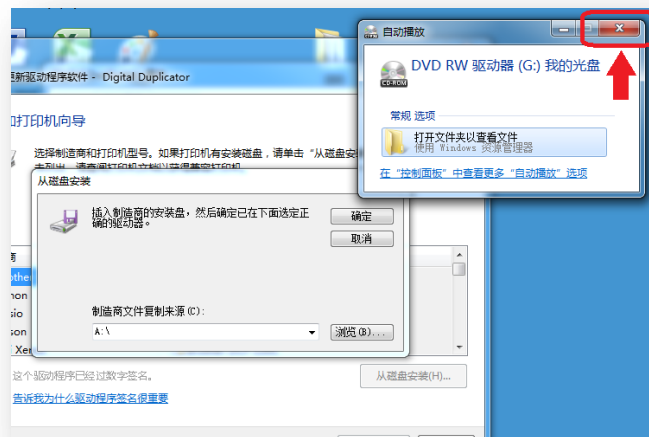 自动播放
DVD RW 驱动器 (G:) 我的光盘
CD-ROM
常规 选项
打开文件夹以查看文件
使用 Windows 资源管理器
在 "控制面板" 中查看更多 "自动播放" 选项
更新驱动程序软件 - Digital Duplicator
打印机向导
选择制造商和打印机型号。如果打印机有安装磁盘，请单击 "从磁盘安
从磁盘安装
插入制造商的安装盘，然后确定已在下面选定正
确的驱动器。
确定
取消
制造商文件复制来源(C):
A:\
浏览(B)...
这个驱动程序已经过数字签名。
从磁盘安装(H)...
告诉我为什么驱动程序签名很重要